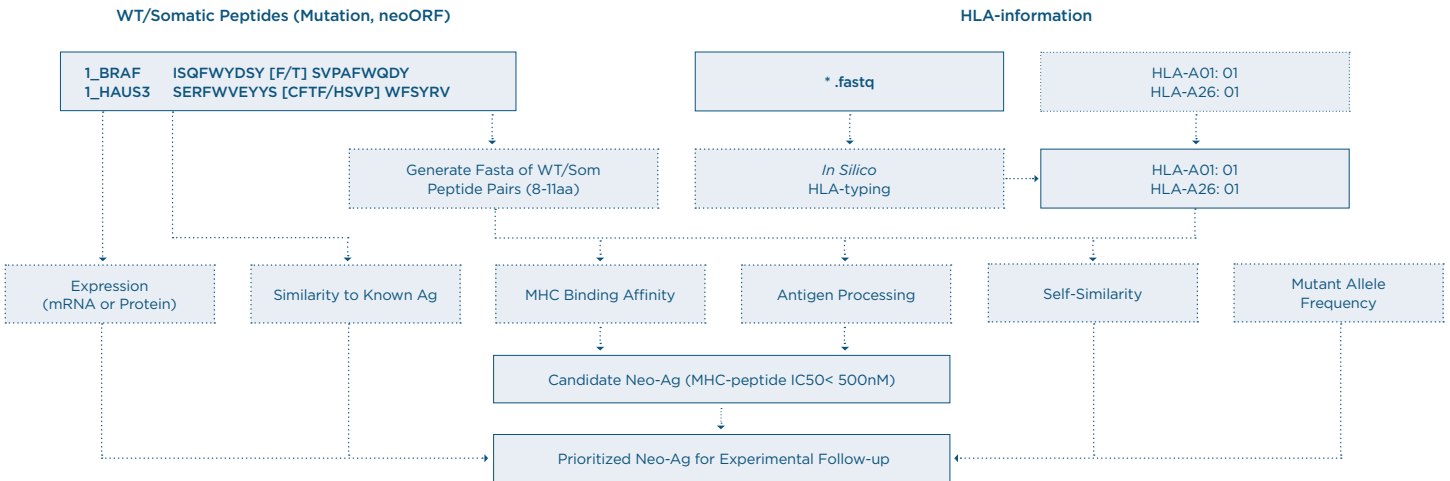 WT/Somatic Peptides (Mutation, neoORF)
HLA-information
1_BRAF ISQFWYDSY [F/T] SVPAFWQDY
1_HAUS3 SERFWVEYYS [CFTF/HSVP] WFSYRV
* .fastq
HLA-A01: 01
HLA-A26: 01
Generate Fasta of WT/Som
Peptide Pairs (8-11aa)
In Silico
HLA-typing
HLA-A01: 01
HLA-A26: 01
Expression
(mRNA or Protein)
Similarity to Known Ag
MHC Binding Affinity
Antigen Processing
Self-Similarity
Mutant Allele
Frequency
Candidate Neo-Ag (MHC-peptide IC50< 500nM)
Prioritized Neo-Ag for Experimental Follow-up